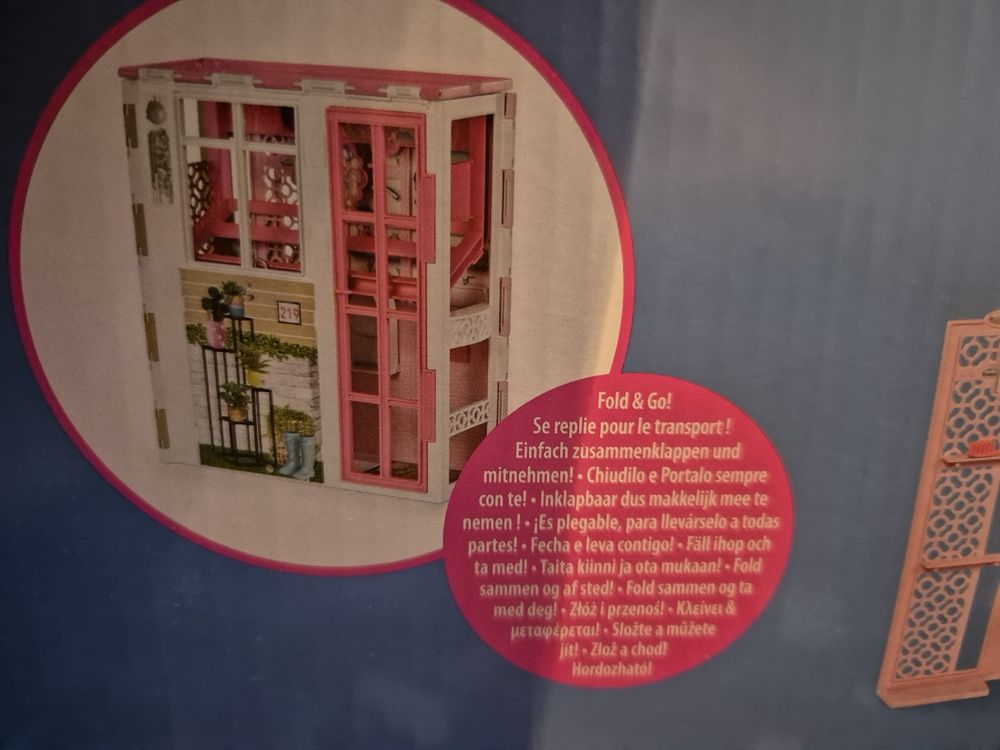 219
Fold & Go!
Se replie pour le transport !
Einfach zusammenklappen und
mitnehmen! • Chiudilo e Portalo sempre
con te! • Inklapbaar dus makkelijk mee te
nemen ! • ¡Es plegable, para llevárselo a todas
partes! • Fecha e leva contigo! • Fäll ihop och
ta med! • Taita kiinni ja ota mukaan! • Fold
sammen og af sted! • Fold sammen og ta
med deg! • Złóż i przenoś! • Κλείνει &
μεταφέρεται! • Složte a můžete
jít! • Zlož a choď!
Hordozható!